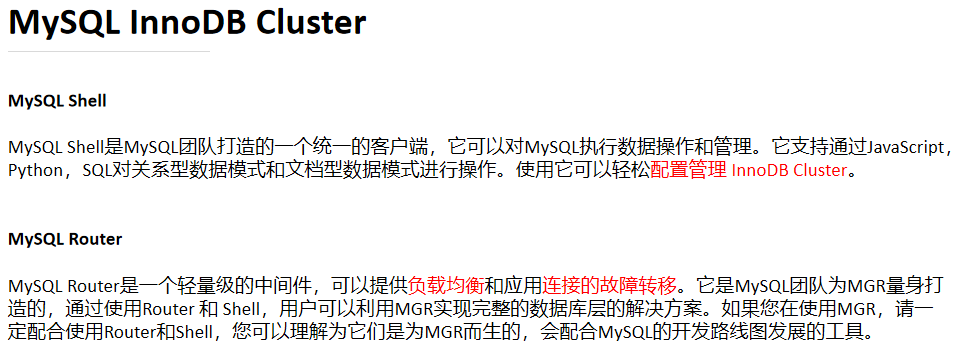 MySQL InnoDB Cluster
MySQL Shell
MySQL Shell是MySQL团队打造的一个统一的客户端，它可以对MySQL执行数据操作和管理。它支持通过JavaScript，
Python，SQL对关系型数据模式和文档型数据模式进行操作。使用它可以轻松配置管理 InnoDB Cluster。
MySQL Router
MySQL Router是一个轻量级的中间件，可以提供负载均衡和应用连接的故障转移。它是MySQL团队为MGR量身打
造的，通过使用Router 和 Shell，用户可以利用MGR实现完整的数据库层的解决方案。如果您在使用MGR，请一
定配合使用Router和Shell，您可以理解为它们是为MGR而生的，会配合MySQL的开发路线图发展的工具。